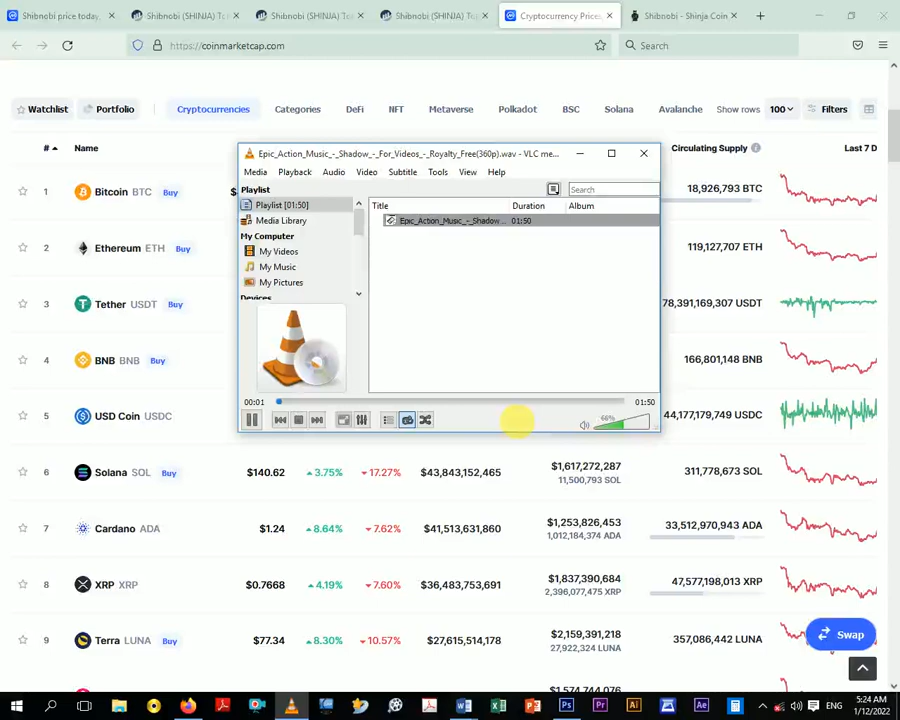 Shibnobi price today,
Shibnobi (SHINJA) To
Shibnobi (SHINJA) To
Shibnobi (SHINJA) To
Cryptocurrency Prices
Shibnobi - Shinja Coin
https://coinmarketcap.com
Search
Watchlist
Portfolio
Cryptocurrencies
Categories
DeFi
NFT
Metaverse
Polkadot
BSC
Solana
Avalanche
Show rows
100
Filters
# Name Circulating Supply Last 7 D
Epic_Action_Music_-_Shadow_-_For_Videos_-_Royalty_Free(360p).wav - VLC me...
Media Playback Audio Video Subtitle Tools View Help
Playlist
Search
Playlist [01:50]
Media Library
My Computer
My Videos
My Music
My Pictures
Devices
Title Duration Album
Epic_Action_Music_-_Shadow... 01:50
00:01 01:50
66%
1 Bitcoin BTC Buy $ 18,926,793 BTC
2 Ethereum ETH Buy 119,127,707 ETH
3 Tether USDT Buy 78,391,169,307 USDT
4 BNB BNB Buy 166,801,148 BNB
5 USD Coin USDC 44,177,179,749 USDC
6 Solana SOL Buy $140.62 3.75% 17.27% $43,843,152,465 $1,617,272,287 311,778,673 SOL
11,500,793 SOL
7 Cardano ADA $1.24 8.64% 7.62% $41,513,631,860 $1,253,826,453 33,512,970,943 ADA
1,012,184,374 ADA
8 XRP XRP $0.7668 4.19% 7.60% $36,483,753,691 $1,837,390,684 47,577,198,013 XRP
2,396,077,475 XRP
9 Terra LUNA Buy $77.34 8.30% 10.57% $27,615,514,178 $2,159,391,218 357,086,442 LUNA
27,922,324 LUNA
Swap
$1,574,744,076
ENG
5:24 AM
1/12/2022